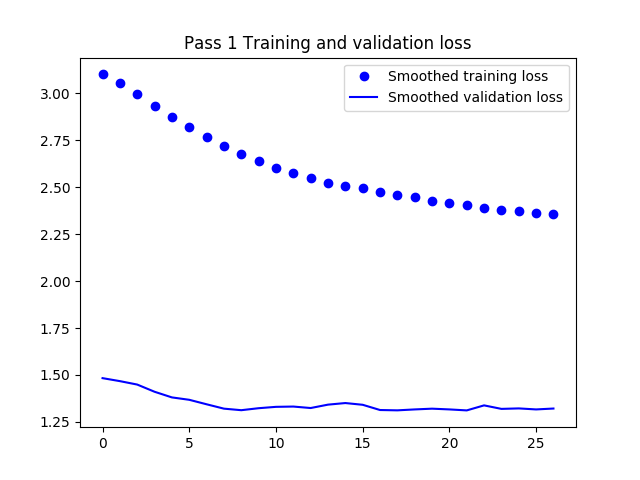 Pass 1 Training and validation loss
Smoothed training loss
Smoothed validation loss
3.00
2.75
2.50
2.25
2.00
1.75
1.50
1.25
0 5 10 15 20 25